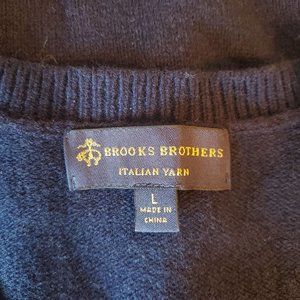 BROOKS BROTHERS
ITALIAN YARN
L
MADE IN
CHINA